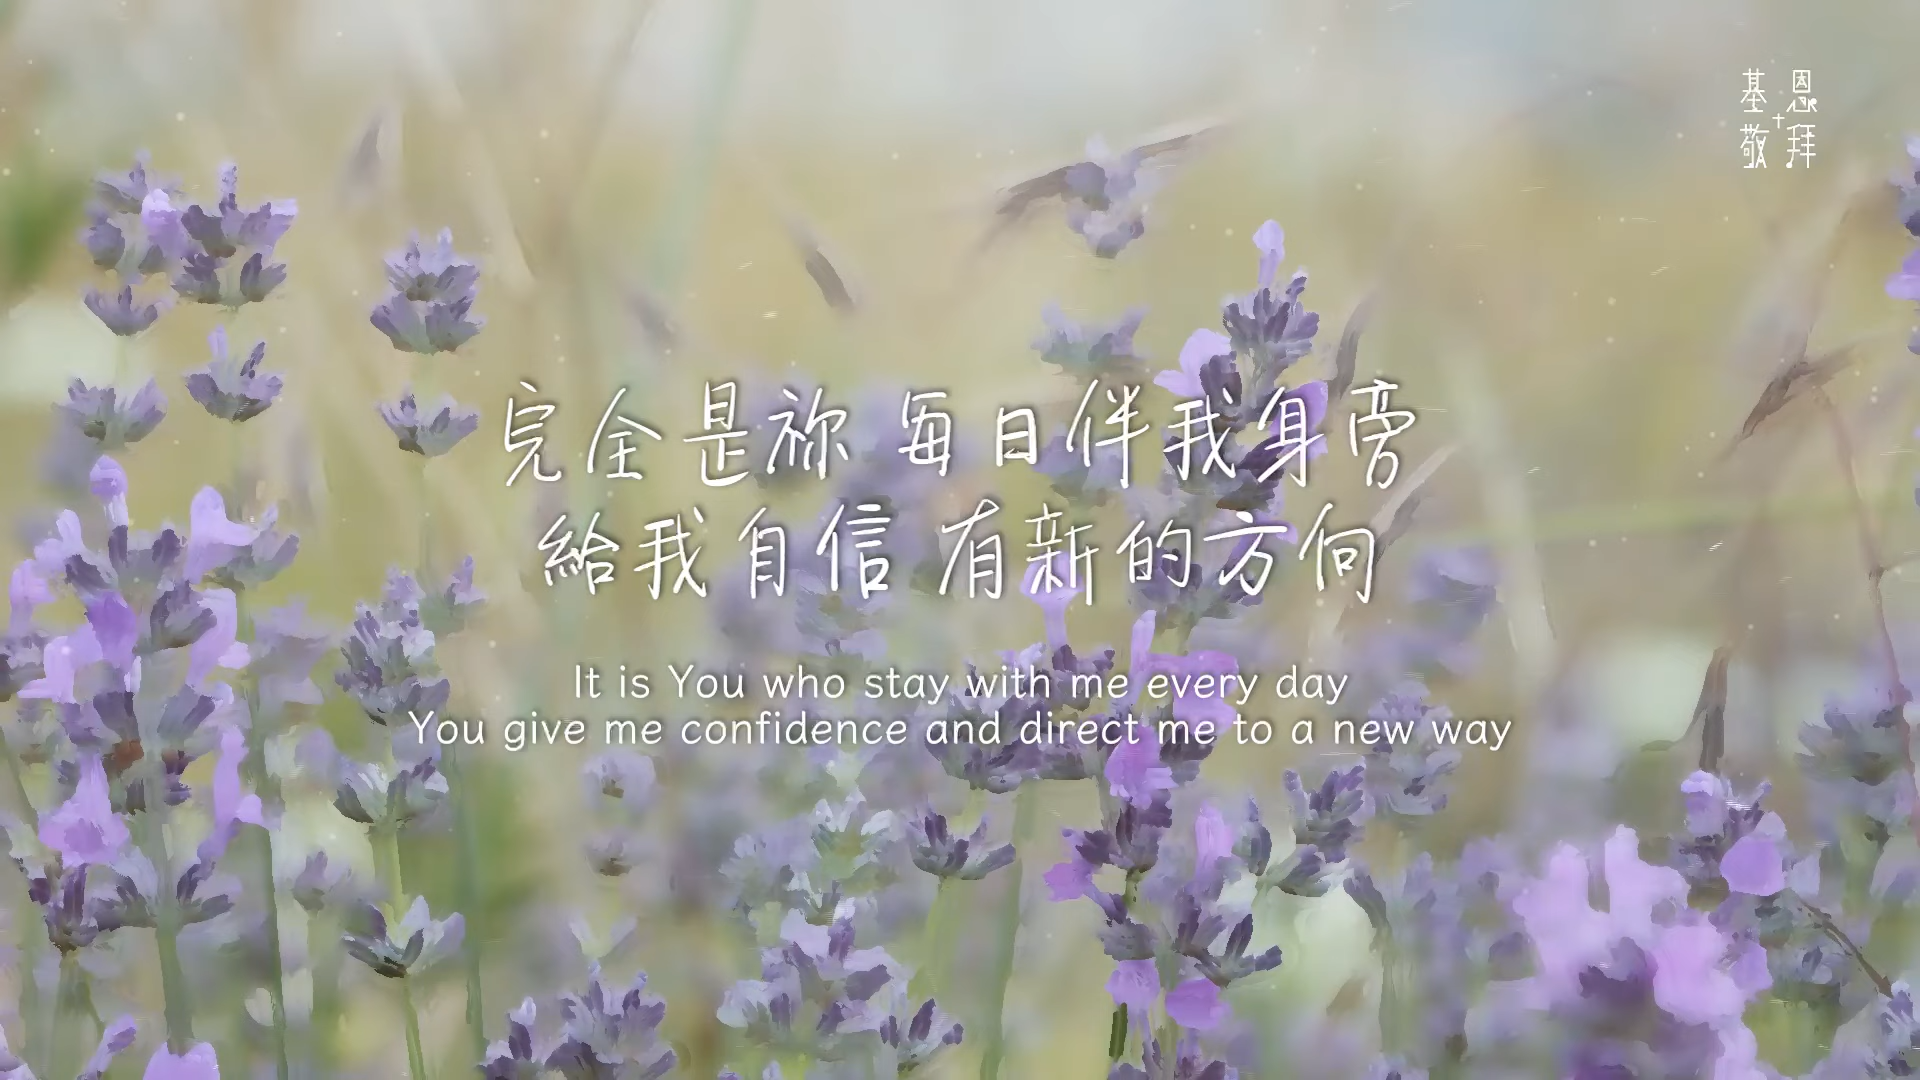 基恩
敬拜
完全是祢 每日伴我身旁
給我自信 有新的方向
It is You who stay with me every day
You give me confidence and direct me to a new way